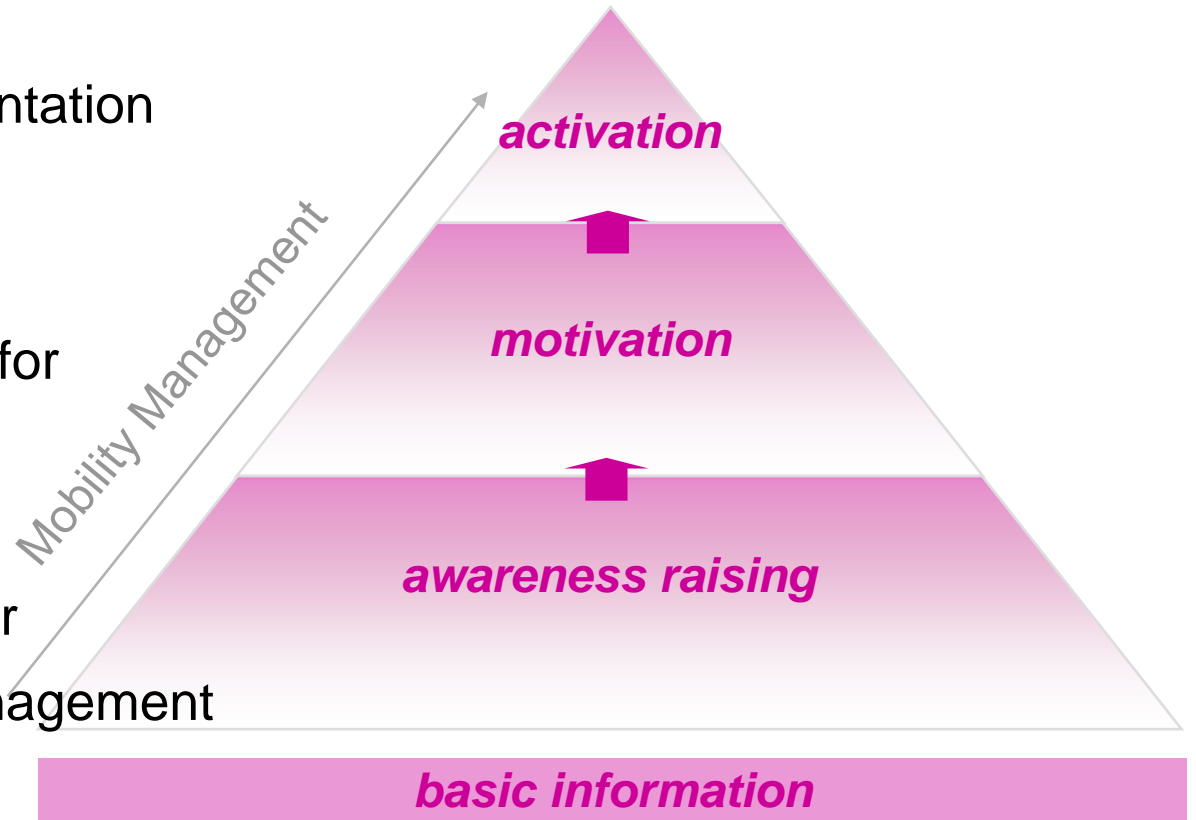 ntation
activation
Mobility Management
motivation
for
awareness raising
r
nagement
basic information